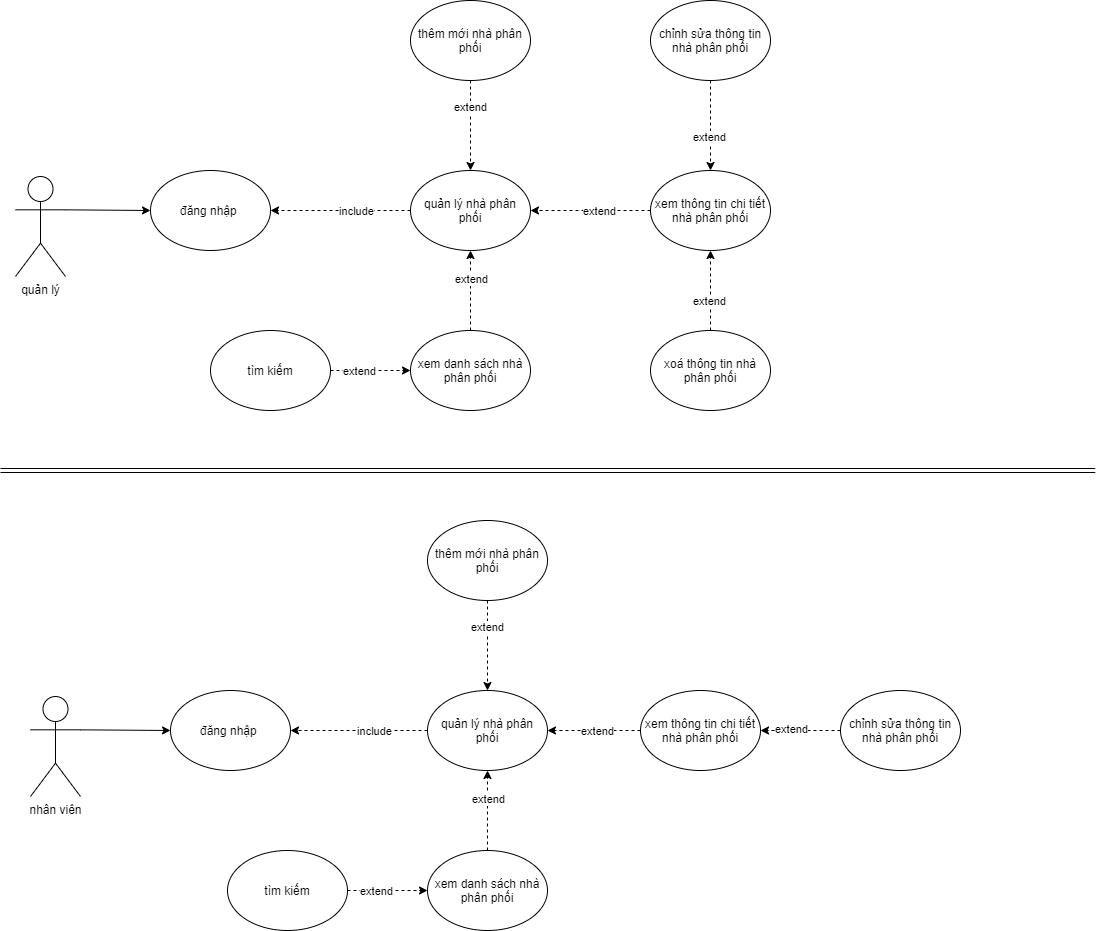 thêm mới nhà phân
phối
chỉnh sửa thông tin
nhà phân phối
extend
extend
đăng nhập
include
quản lý nhà phân
phối
extend
xem thông tin chi tiết
nhà phân phối
quản lý
extend
extend
tìm kiếm
extend
xem danh sách nhà
phân phối
xoá thông tin nhà
phân phối
thêm mới nhà phân
phối
extend
đăng nhập
include
quản lý nhà phân
phối
extend
xem thông tin chi tiết
nhà phân phối
extend
chỉnh sửa thông tin
nhà phân phối
nhân viên
extend
tìm kiếm
extend
xem danh sách nhà
phân phối